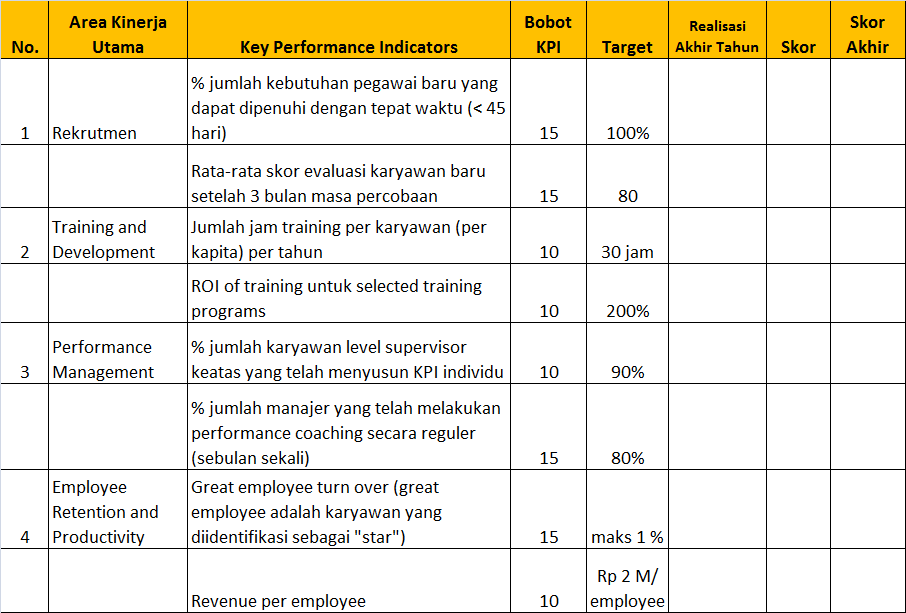 No. Area Kinerja Utama Key Performance Indicators Bobot KPI Target Realisasi Akhir Tahun Skor Skor Akhir
% jumlah kebutuhan pegawai baru yang
dapat dipenuhi dengan tepat waktu (< 45
1 Rekrutmen hari) 15 100%
Rata-rata skor evaluasi karyawan baru
setelah 3 bulan masa percobaan 15 80
Training and Jumlah jam training per karyawan (per
2 Development kapita) per tahun 10 30 jam
ROI of training untuk selected training
programs 10 200%
Performance % jumlah karyawan level supervisor
3 Management keatas yang telah menyusun KPI individu 10 90%
% jumlah manajer yang telah melakukan
performance coaching secara reguler
(sebulan sekali) 15 80%
Employee Great employee turn over (great
Retention and employee adalah karyawan yang
4 Productivity diidentifikasi sebagai "star") 15 maks 1 %
Rp 2 M/
Revenue per employee 10 employee